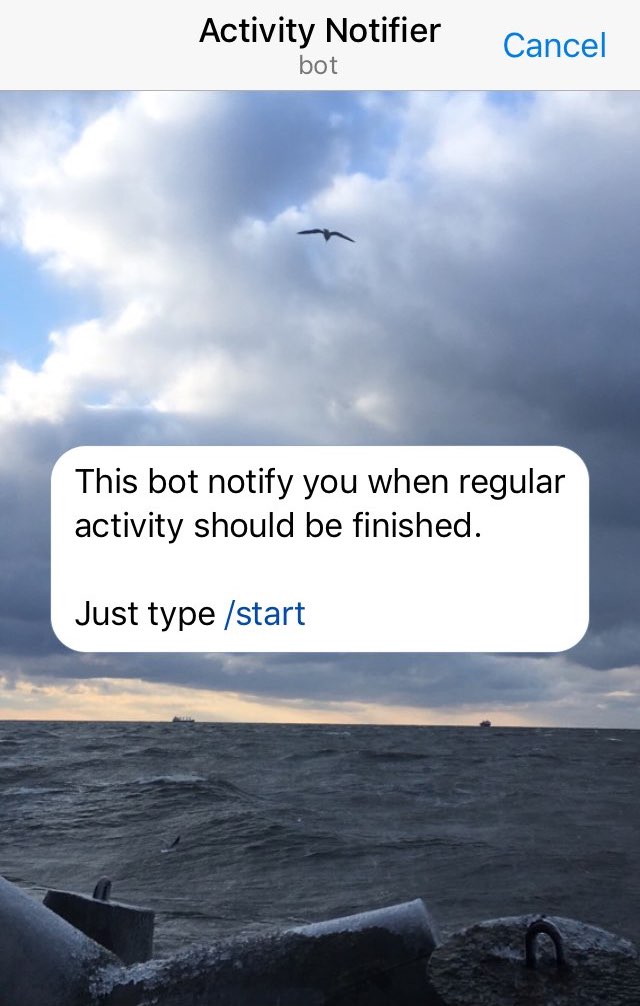 Activity Notifier
bot
Cancel
This bot notify you when regular
activity should be finished.
Just type /start